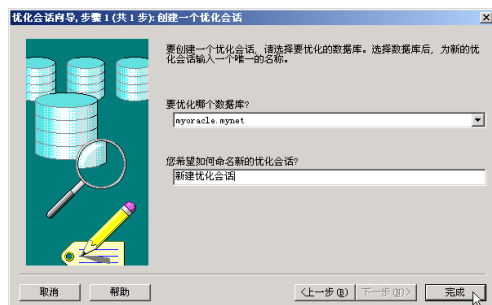 优化会话向导, 步骤 1 (共 1 步): 创建一个优化会话
要创建一个优化会话, 请选择要优化的数据库。选择数据库后, 为新的优
化会话输入一个唯一的名称。
要优化哪个数据库?
myoracle.mynet
您希望如何命名新的优化会话?
新建优化会话
取消 帮助 <上一步(B) 下一步(N)> 完成